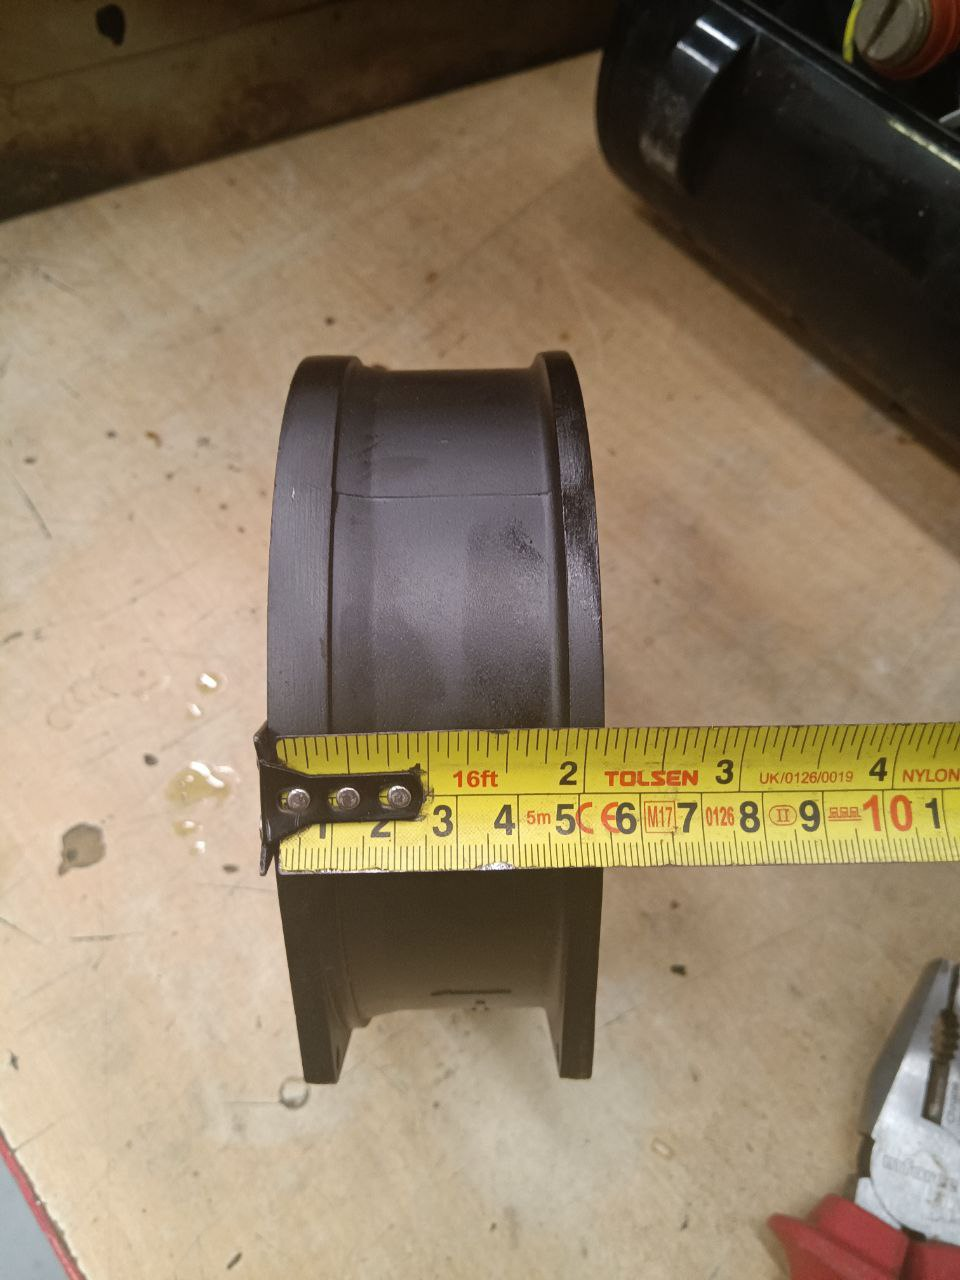 16ft 2 TOLSEN 3 UK/0126/0019 4 NYLON
1 2 3 4 5m 5 CE 6 M17 7 0126 8 II 9 10 1